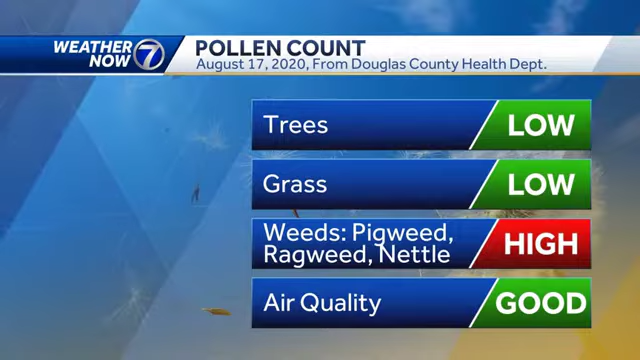 WEATHER
NOW 7
POLLEN COUNT
August 17, 2020, From Douglas County Health Dept.
Trees LOW
Grass LOW
Weeds: Pigweed,
Ragweed, Nettle HIGH
Air Quality GOOD